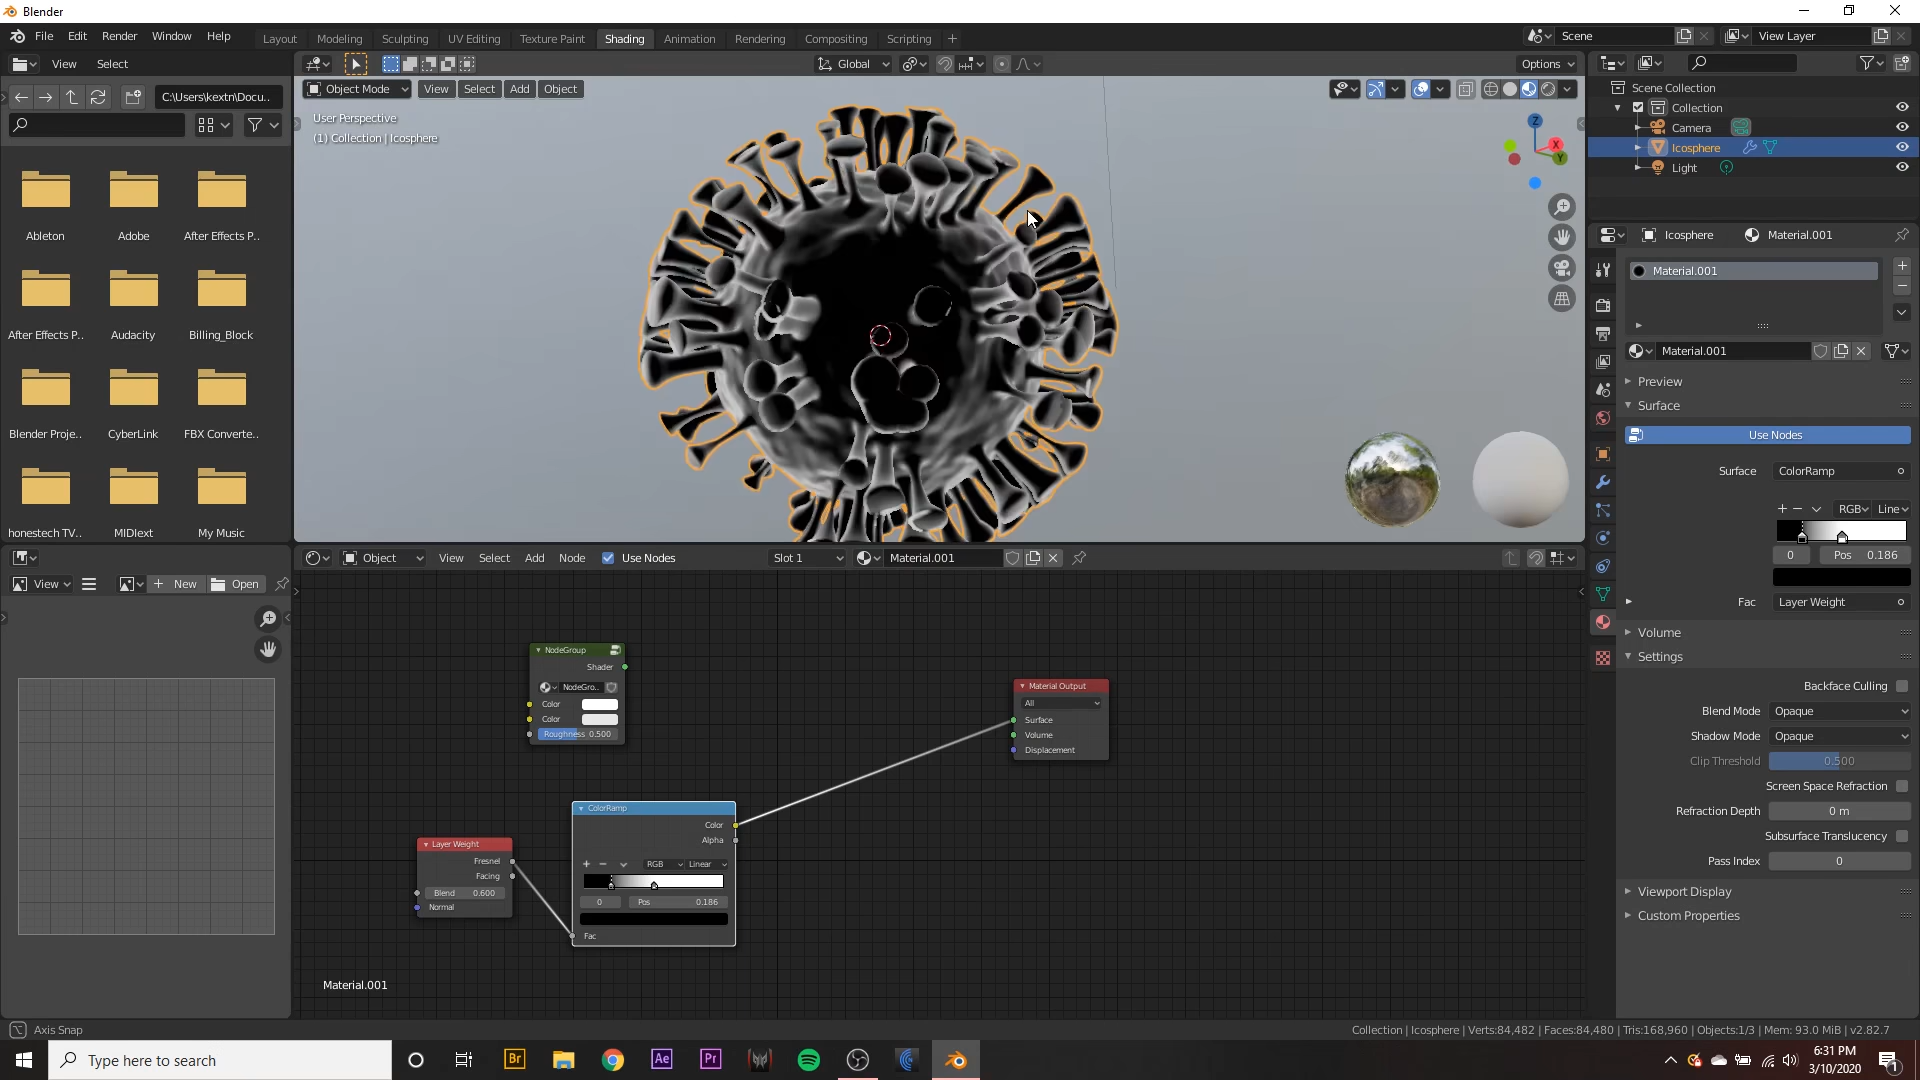 Blender
File Edit Render Window Help
Layout Modeling Sculpting UV Editing Texture Paint Shading Animation Rendering Compositing Scripting +
Scene
View Layer
View Select
Global
Options
C:\Users\kextn\Docu..
Object Mode View Select Add Object
User Perspective
(1) Collection | Icosphere
Z
X
Y
Scene Collection
Collection
Camera
Icosphere
Light
Ableton
Adobe
After Effects P..
After Effects P..
Audacity
Billing_Block
Blender Proje..
CyberLink
FBX Converte..
honestech TV..
MIDIext
My Music
Icosphere
Material.001
Material.001
Material.001
Preview
Surface
Use Nodes
Surface
ColorRamp
RGB
Line
0
Pos
0.186
Fac
Layer Weight
Volume
Settings
Backface Culling
Blend Mode
Opaque
Shadow Mode
Opaque
Clip Threshold
0.500
Screen Space Refraction
Refraction Depth
0 m
Subsurface Translucency
Pass Index
0
Viewport Display
Custom Properties
View
New
Open
Object View Select Add Node Use Nodes
Slot 1
Material.001
NodeGroup
Shader
NodeGro..
Color
Color
Roughness 0.500
Material Output
All
Surface
Volume
Displacement
ColorRamp
Color
Alpha
RGB
Linear
0
Pos
0.186
Fac
Layer Weight
Fresnel
Facing
Blend 0.600
Normal
Material.001
Axis Snap
Collection | Icosphere | Verts:84,482 | Faces:84,480 | Tris:168,960 | Objects:1/3 | Mem: 93.0 MiB | v2.82.7
Type here to search
Br
Ae
Pr
6:31 PM
3/10/2020
1